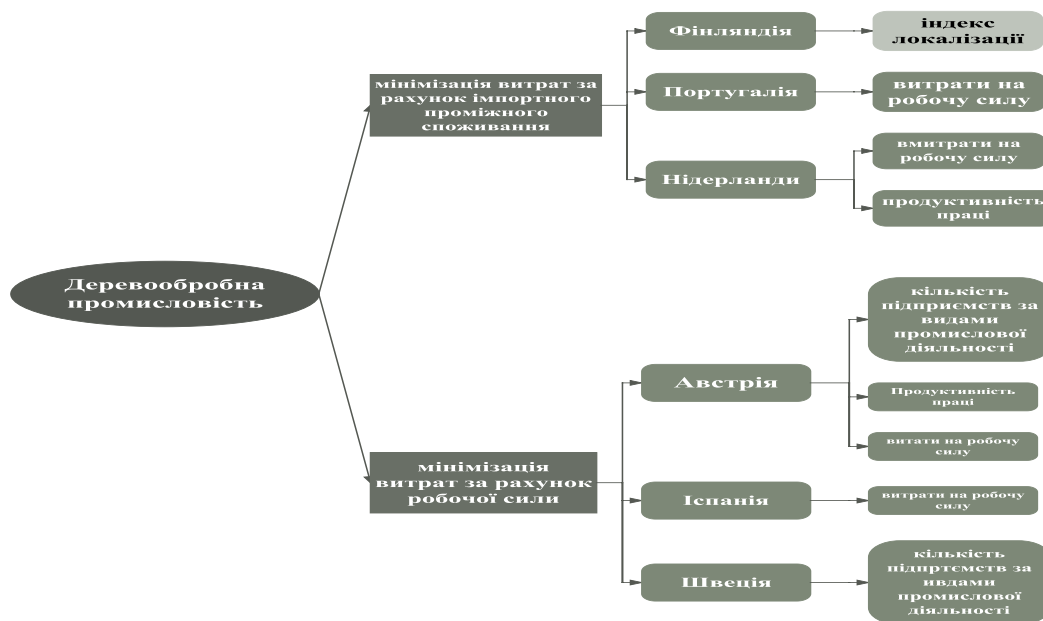 Деревообробна
промисловість
мінімізація витрат за
рахунок імпортного
проміжного
споживання
Фінляндія
індекс
локалізації
Португалія
витрати на
робочу силу
Нідерланди
вмитрати на
робочу силу
продуктивність
праці
мінімізація
витрат за рахунок
робочої сили
Австрія
кількість
підприємств за
видами
промислової
діяльності
Продуктивність
праці
витати на робочу
силу
Іспанія
витрати на робочу
силу
Швеція
кількість
підпртємств за
ивдами
промислової
діяльності